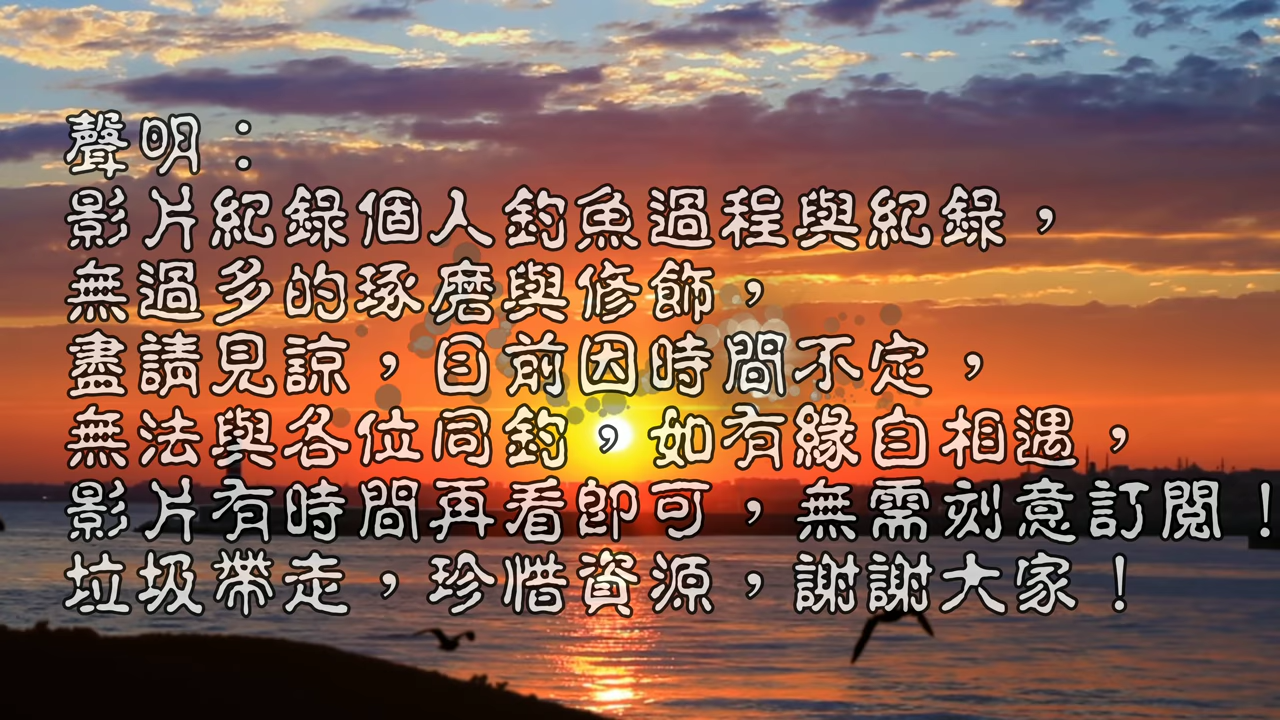 聲明：
影片紀錄個人釣魚過程與紀錄，
無過多的琢磨與修飾，
盡請見諒，目前因時間不定，
無法與各位同釣，如有緣自相遇，
影片有時間再看即可，無需刻意訂閱！
垃圾帶走，珍惜資源，謝謝大家！